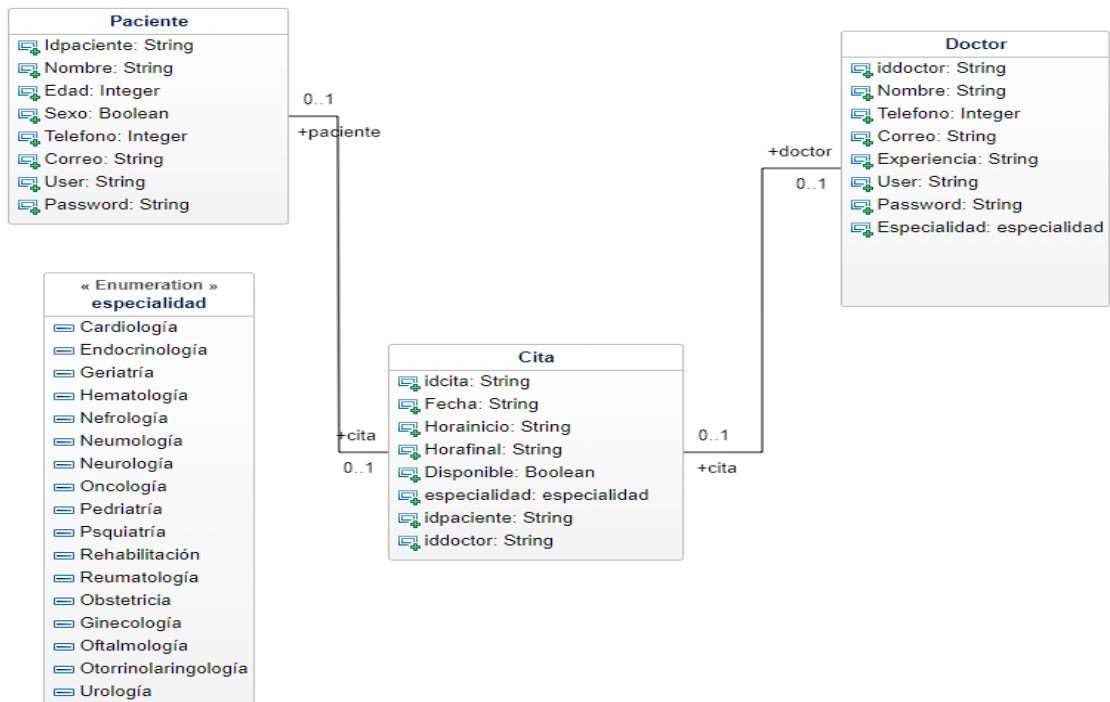 Paciente
Idpaciente: String
Nombre: String
Edad: Integer
Sexo: Boolean
Telefono: Integer
Correo: String
User: String
Password: String
0..1
+paciente
Doctor
iddoctor: String
Nombre: String
Telefono: Integer
Correo: String
Experiencia: String
User: String
Password: String
Especialidad: especialidad
+doctor
0..1
« Enumeration »
especialidad
Cardiología
Endocrinología
Geriatría
Hematología
Nefrología
Neumología
Neurología
Oncología
Pedriatría
Psquiatría
Rehabilitación
Reumatología
Obstetricia
Ginecología
Oftalmología
Otorrinolaringología
Urología
+cita
0..1
Cita
idcita: String
Fecha: String
Horainicio: String
Horafinal: String
Disponible: Boolean
especialidad: especialidad
idpaciente: String
iddoctor: String
0..1
+cita